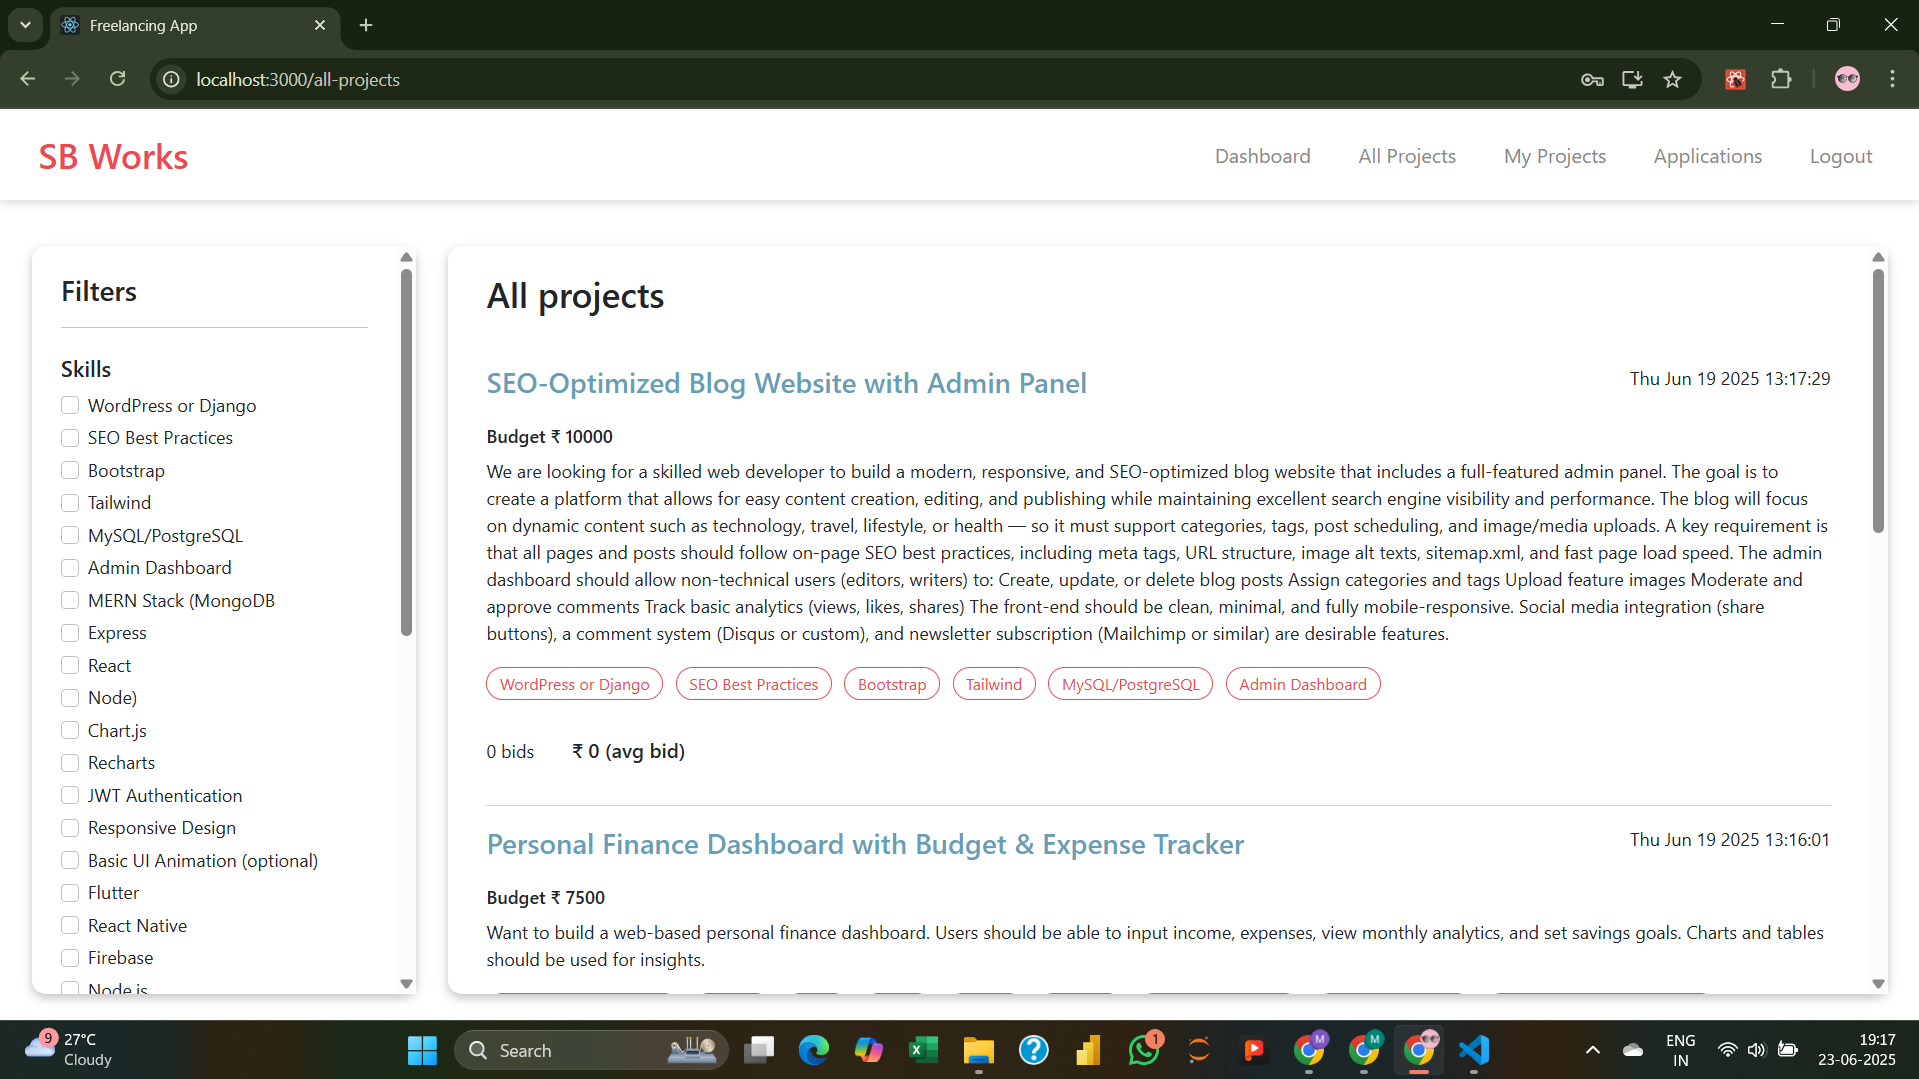 Freelancing App
localhost:3000/all-projects
SB Works
Dashboard
All Projects
My Projects
Applications
Logout
Filters
Skills
WordPress or Django
SEO Best Practices
Bootstrap
Tailwind
MySQL/PostgreSQL
Admin Dashboard
MERN Stack (MongoDB
Express
React
Node)
Chart.js
Recharts
JWT Authentication
Responsive Design
Basic UI Animation (optional)
Flutter
React Native
Firebase
Node.js
All projects
SEO-Optimized Blog Website with Admin Panel
Thu Jun 19 2025 13:17:29
Budget ₹ 10000
We are looking for a skilled web developer to build a modern, responsive, and SEO-optimized blog website that includes a full-featured admin panel. The goal is to
create a platform that allows for easy content creation, editing, and publishing while maintaining excellent search engine visibility and performance. The blog will focus
on dynamic content such as technology, travel, lifestyle, or health — so it must support categories, tags, post scheduling, and image/media uploads. A key requirement is
that all pages and posts should follow on-page SEO best practices, including meta tags, URL structure, image alt texts, sitemap.xml, and fast page load speed. The admin
dashboard should allow non-technical users (editors, writers) to: Create, update, or delete blog posts Assign categories and tags Upload feature images Moderate and
approve comments Track basic analytics (views, likes, shares) The front-end should be clean, minimal, and fully mobile-responsive. Social media integration (share
buttons), a comment system (Disqus or custom), and newsletter subscription (Mailchimp or similar) are desirable features.
WordPress or Django
SEO Best Practices
Bootstrap
Tailwind
MySQL/PostgreSQL
Admin Dashboard
0 bids
₹ 0 (avg bid)
Personal Finance Dashboard with Budget & Expense Tracker
Thu Jun 19 2025 13:16:01
Budget ₹ 7500
Want to build a web-based personal finance dashboard. Users should be able to input income, expenses, view monthly analytics, and set savings goals. Charts and tables
should be used for insights.
9
27°C
Cloudy
Search
1
M
M
ENG
IN
19:17
23-06-2025